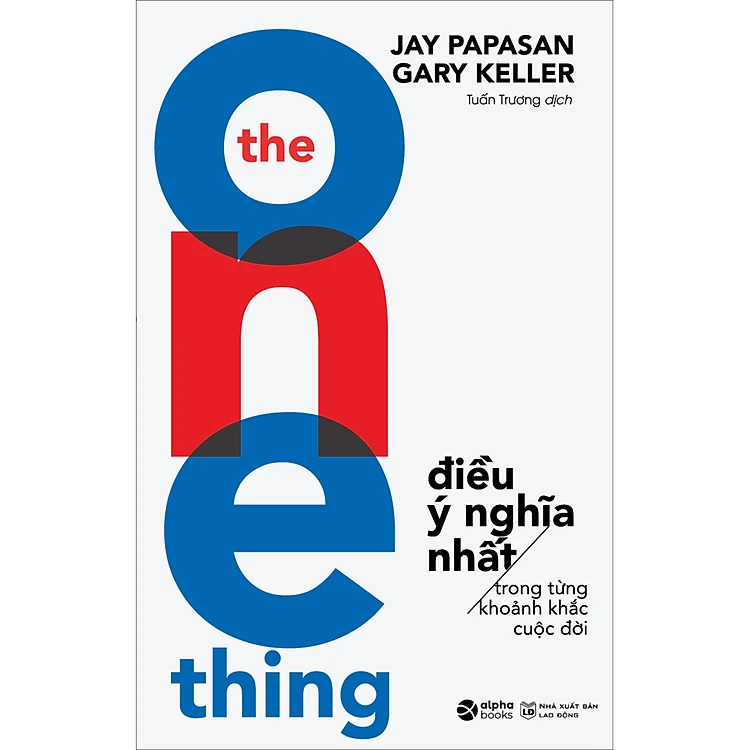 JAY PAPASAN
GARY KELLER
Tuấn Trương dịch
the
one
thing
điều
ý nghĩa
nhất
trong từng
khoảnh khắc
cuộc đời
alpha
books
LĐ
NHÀ XUẤT BẢN
LAO ĐỘNG